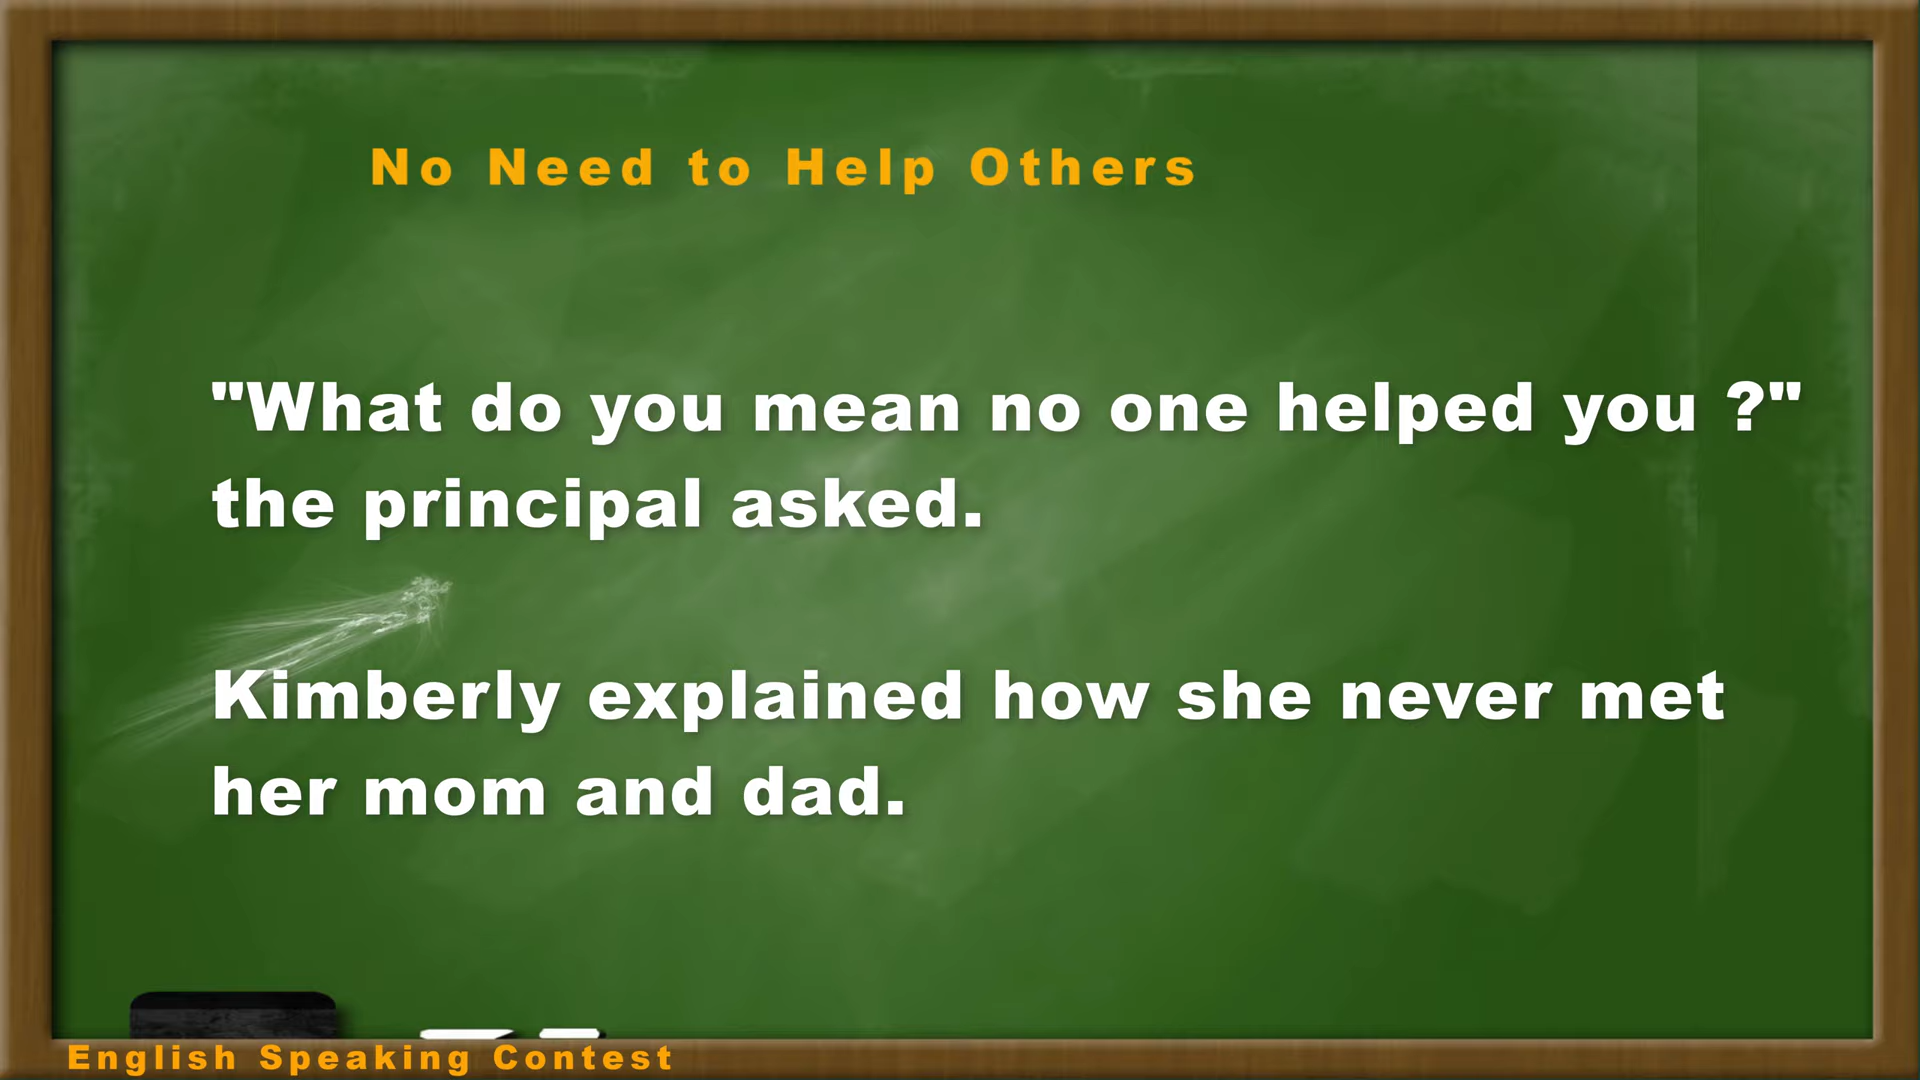 No Need to Help Others
"What do you mean no one helped you ?"
the principal asked.
Kimberly explained how she never met
her mom and dad.
English Speaking Contest